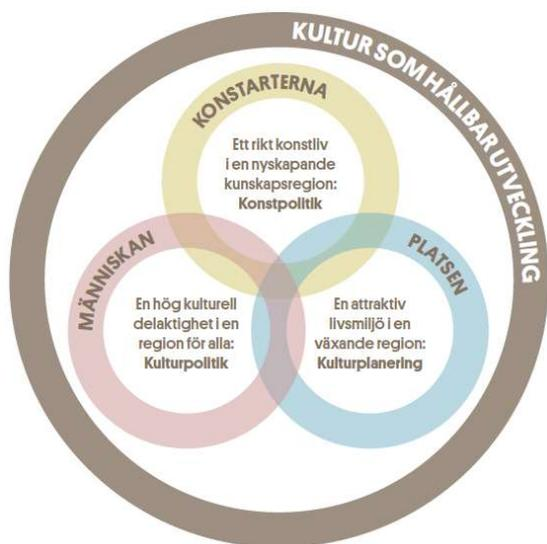 KULTUR SOM HÅLLBAR UTVECKLING
KONSTARTERNA
Ett rikt konstliv
i en nyskapande
kunskapsregion:
Konstpolitik
MÄNNISKAN
En hög kulturell
delaktighet i en
region för alla:
Kulturpolitik
PLATSEN
En attraktiv
livsmiljö i en
växande region:
Kulturplanering